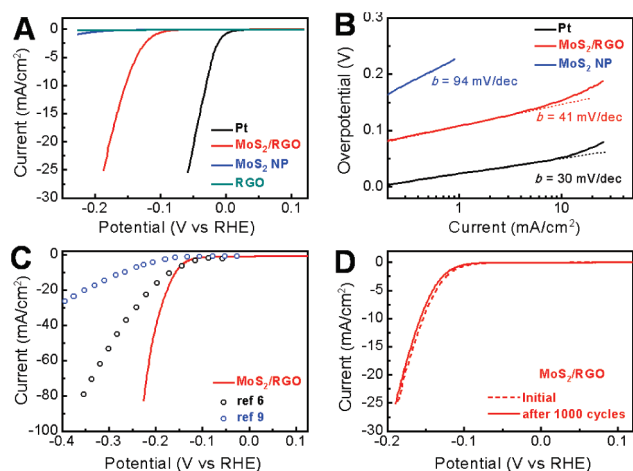 A
Current (mA/cm²)
0
-5
-10
-15
-20
-25
-30
Pt
MoS₂/RGO
MoS₂ NP
RGO
-0.2 -0.1 0.0 0.1
Potential (V vs RHE)
B
Overpotential (V)
0.2
0.1
0.0
Pt
MoS₂/RGO
MoS₂ NP
b = 94 mV/dec
b = 41 mV/dec
b = 30 mV/dec
1 10
Current (mA/cm²)
C
Current (mA/cm²)
0
-20
-40
-60
-80
-100
MoS₂/RGO
ref 6
ref 9
-0.4 -0.3 -0.2 -0.1 0.0 0.1
Potential (V vs RHE)
D
Current (mA/cm²)
0
-5
-10
-15
-20
-25
-30
MoS₂/RGO
Initial
after 1000 cycles
-0.2 -0.1 0.0 0.1
Potential (V vs RHE)